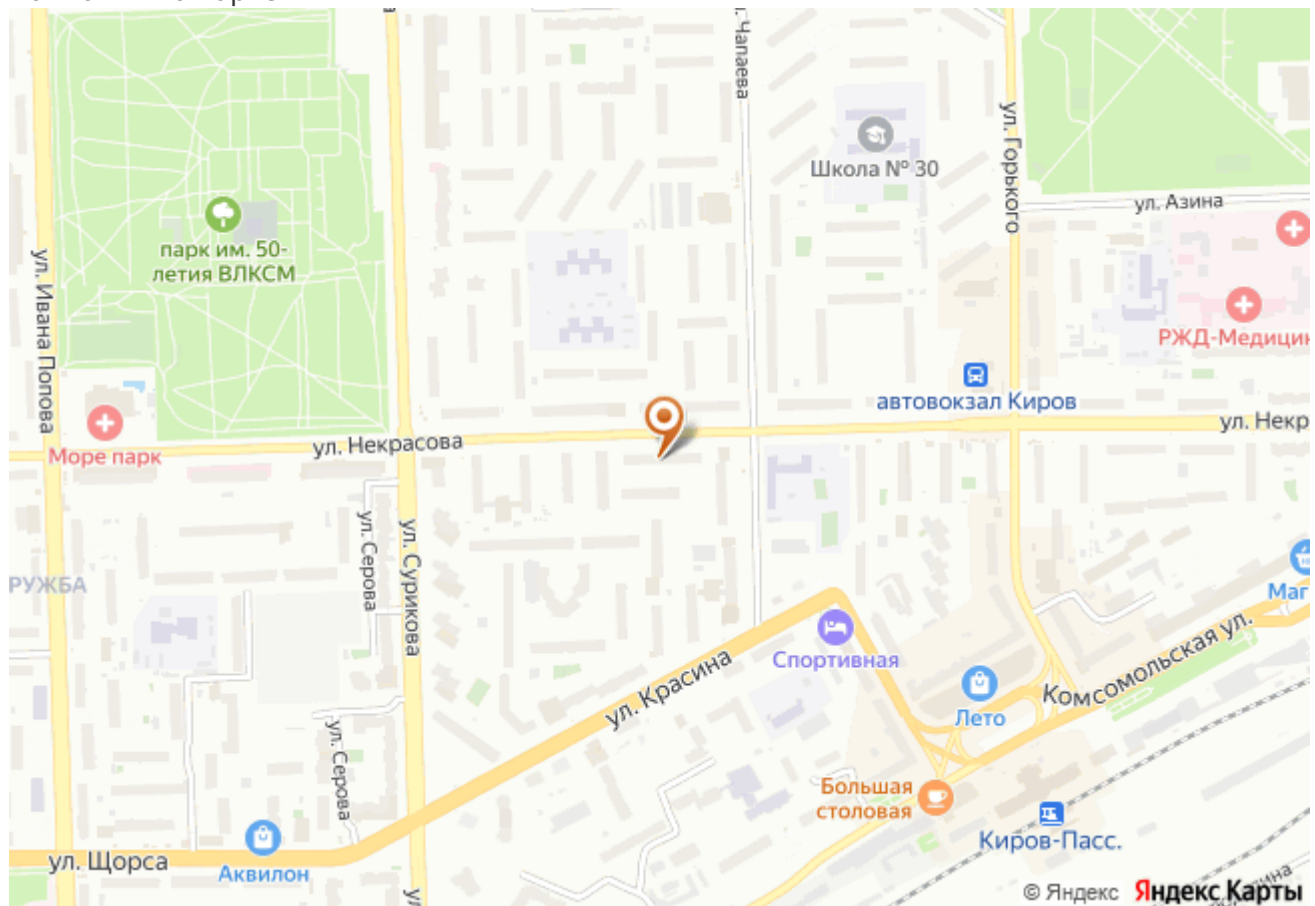 Чапаева
Школа № 30
ул. Горького
ул. Азина
парк им. 50-
летия ВЛКСМ
ул. Ивана Попова
РЖД-Медицин
автовокзал Киров
ул. Некр
ул. Некрасова
Море парк
ул. Серова
ул. Сурикова
РУЖБА
Маг
Спортивная
ул. Красина
Комсомольская ул.
Лето
ул. Серова
Большая
столовая
Киров-Пасс.
ул. Щорса
Аквилон
© Яндекс Яндекс Карты